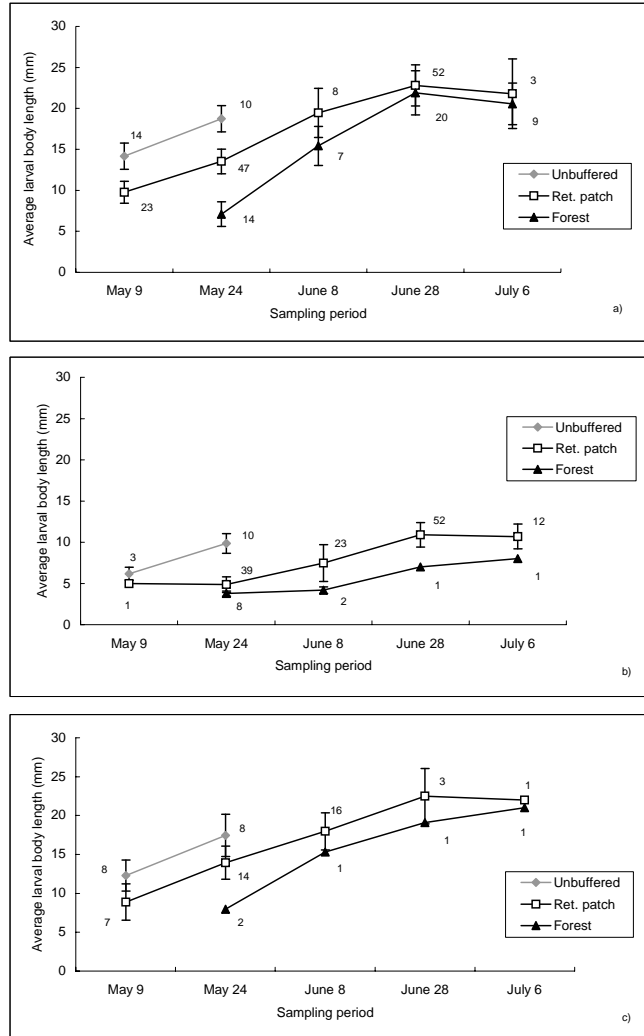 30
25
20
15
10
5
0
Average larval body length (mm)
14
10
8
52
3
23
47
14
7
20
9
Unbuffered
Ret. patch
Forest
May 9 May 24 June 8 June 28 July 6
Sampling period
a)
30
25
20
15
10
5
0
Average larval body length (mm)
3
10
23
52
12
1
39
8
2
1
1
Unbuffered
Ret. patch
Forest
May 9 May 24 June 8 June 28 July 6
Sampling period
b)
30
25
20
15
10
5
0
Average larval body length (mm)
8
8
16
3
1
7
14
2
1
1
1
Unbuffered
Ret. patch
Forest
May 9 May 24 June 8 June 28 July 6
Sampling period
c)